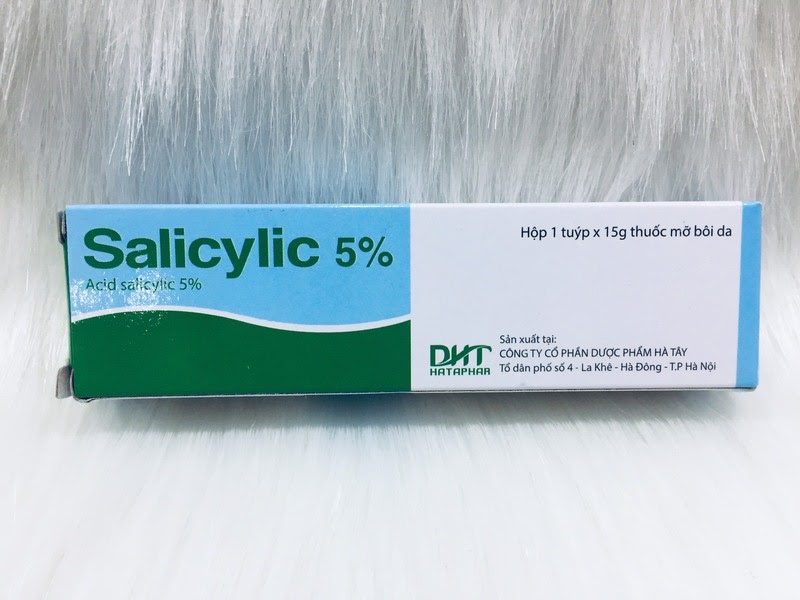 Salicylic 5%
Acid salicylic 5%
Hộp 1 tuýp x 15g thuốc mỡ bôi da
DHT
HATAPHAR
Sản xuất tại:
CÔNG TY CỔ PHẦN DƯỢC PHẨM HÀ TÂY
Tổ dân phố số 4 - La Khê - Hà Đông - T.P Hà Nội